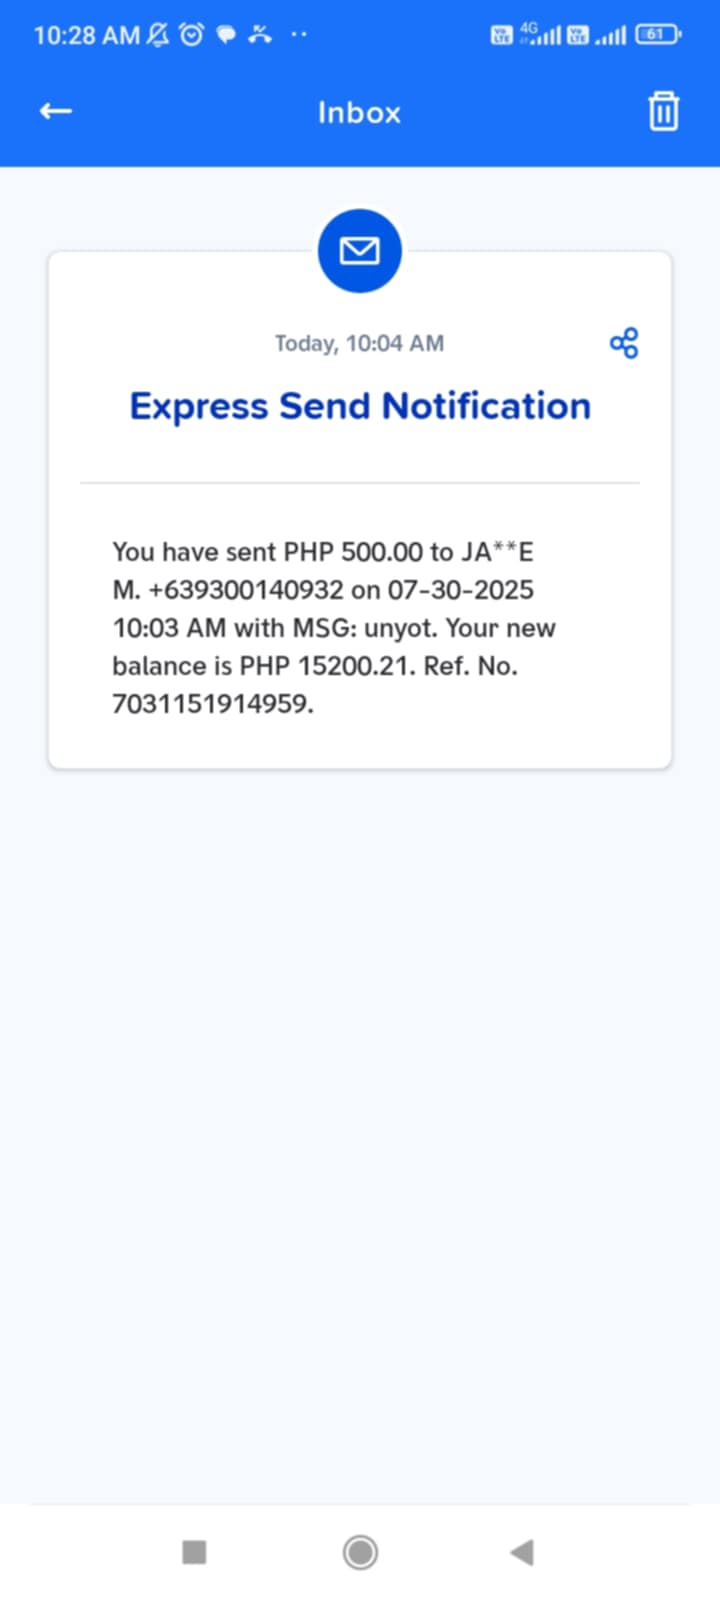 10:28 AM
4G
61
Inbox
Today, 10:04 AM
Express Send Notification
You have sent PHP 500.00 to JA**E
M. +639300140932 on 07-30-2025
10:03 AM with MSG: unyot. Your new
balance is PHP 15200.21. Ref. No.
7031151914959.